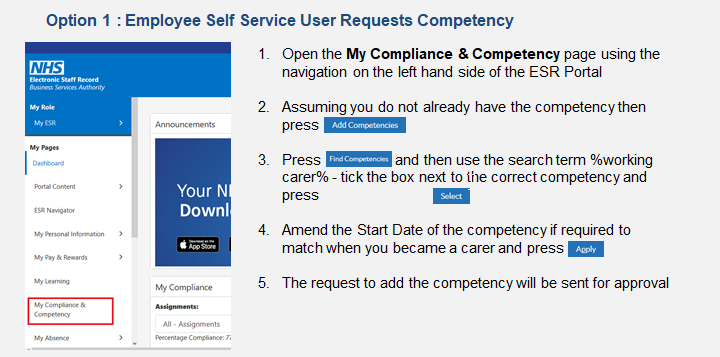 Option 1 : Employee Self Service User Requests Competency
NHS
Electronic Staff Record
Business Services Authority
My Role
My ESR
My Pages
Dashboard
Portal Content
ESR Navigator
My Personal Information
My Pay & Rewards
My Learning
My Compliance &
Competency
My Absence
Announcements
Your N
Downl
Download on the
App Store
My Compliance
Assignments:
All - Assignments
Percentage Compliance: 77
1. Open the My Compliance & Competency page using the
navigation on the left hand side of the ESR Portal
2. Assuming you do not already have the competency then
press Add Competencies
3. Press Find Competencies and then use the search term %working
carer% - tick the box next to the correct competency and
press Select
4. Amend the Start Date of the competency if required to
match when you became a carer and press Apply
5. The request to add the competency will be sent for approval